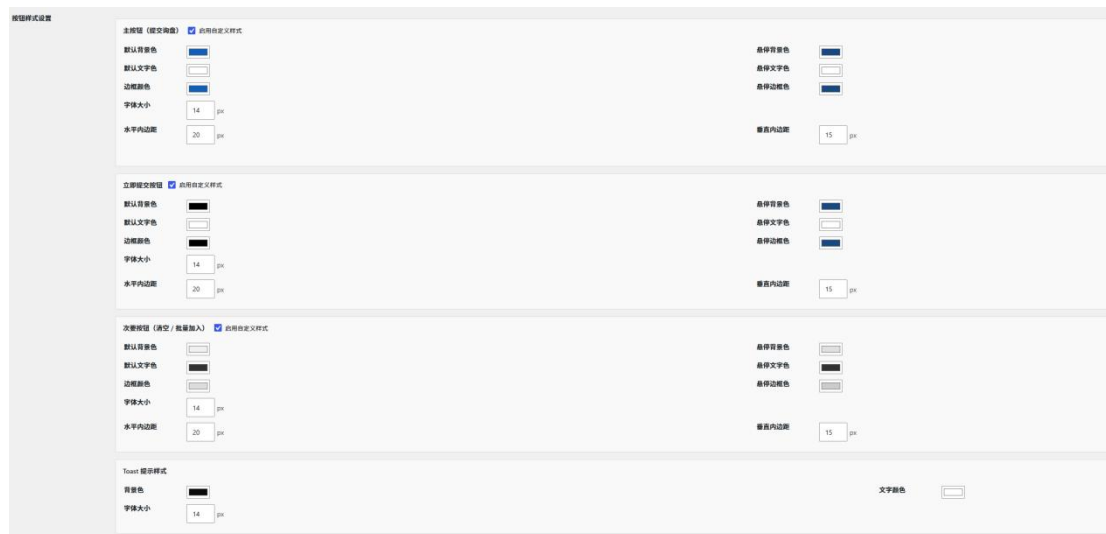 按钮样式设置
主按钮（提交询盘） 启用自定义样式
默认背景色 悬停背景色
默认文字色 悬停文字色
边框颜色 悬停边框色
字体大小 14 px
水平内边距 20 px 垂直内边距 15 px
立即提交按钮 启用自定义样式
默认背景色 悬停背景色
默认文字色 悬停文字色
边框颜色 悬停边框色
字体大小 14 px
水平内边距 20 px 垂直内边距 15 px
次要按钮（清空 / 批量加入） 启用自定义样式
默认背景色 悬停背景色
默认文字色 悬停文字色
边框颜色 悬停边框色
字体大小 14 px
水平内边距 20 px 垂直内边距 15 px
Toast 提示样式
背景色 文字颜色
字体大小 14 px